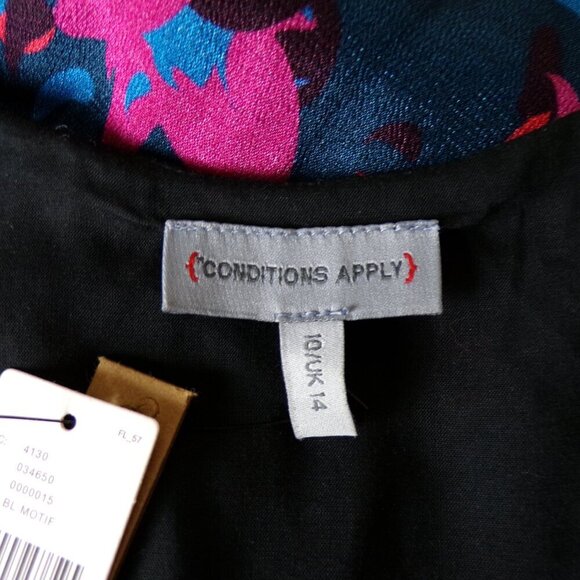 {"CONDITIONS APPLY}
10/UK 14
FL_57
C: 4130
034650
0000015
BL MOTIF